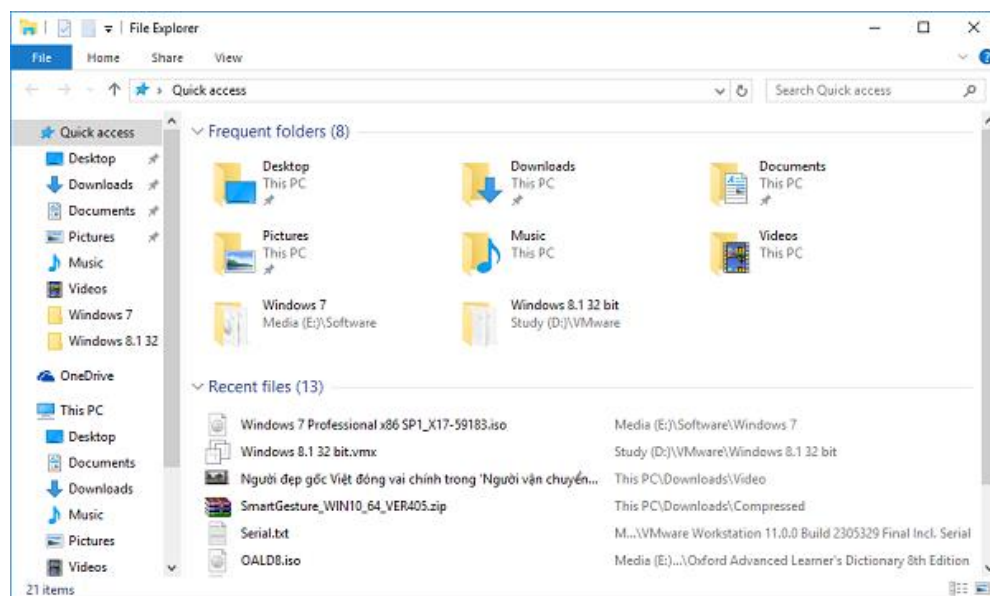 File Explorer
File Home Share View
Quick access
Search Quick access
Quick access
Desktop
Downloads
Documents
Pictures
Music
Videos
Windows 7
Windows 8.1 32
OneDrive
This PC
Desktop
Documents
Downloads
Music
Pictures
Videos
Frequent folders (8)
Desktop
This PC
Downloads
This PC
Documents
This PC
Pictures
This PC
Music
This PC
Videos
This PC
Windows 7
Media (E:)\Software
Windows 8.1 32 bit
Study (D:)\VMware
Recent files (13)
Windows 7 Professional x86 SP1_X17-59183.iso Media (E:)\Software\Windows 7
Windows 8.1 32 bit.vmx Study (D:)\VMware\Windows 8.1 32 bit
Người đẹp gốc Việt đóng vai chính trong 'Người vận chuyển... This PC\Downloads\Video
SmartGesture_WIN10_64_VER405.zip This PC\Downloads\Compressed
Serial.txt M...\VMware Workstation 11.0.0 Build 2305329 Final Incl. Serial
OALD8.iso Media (E:)...\Oxford Advanced Learner's Dictionary 8th Edition
21 items